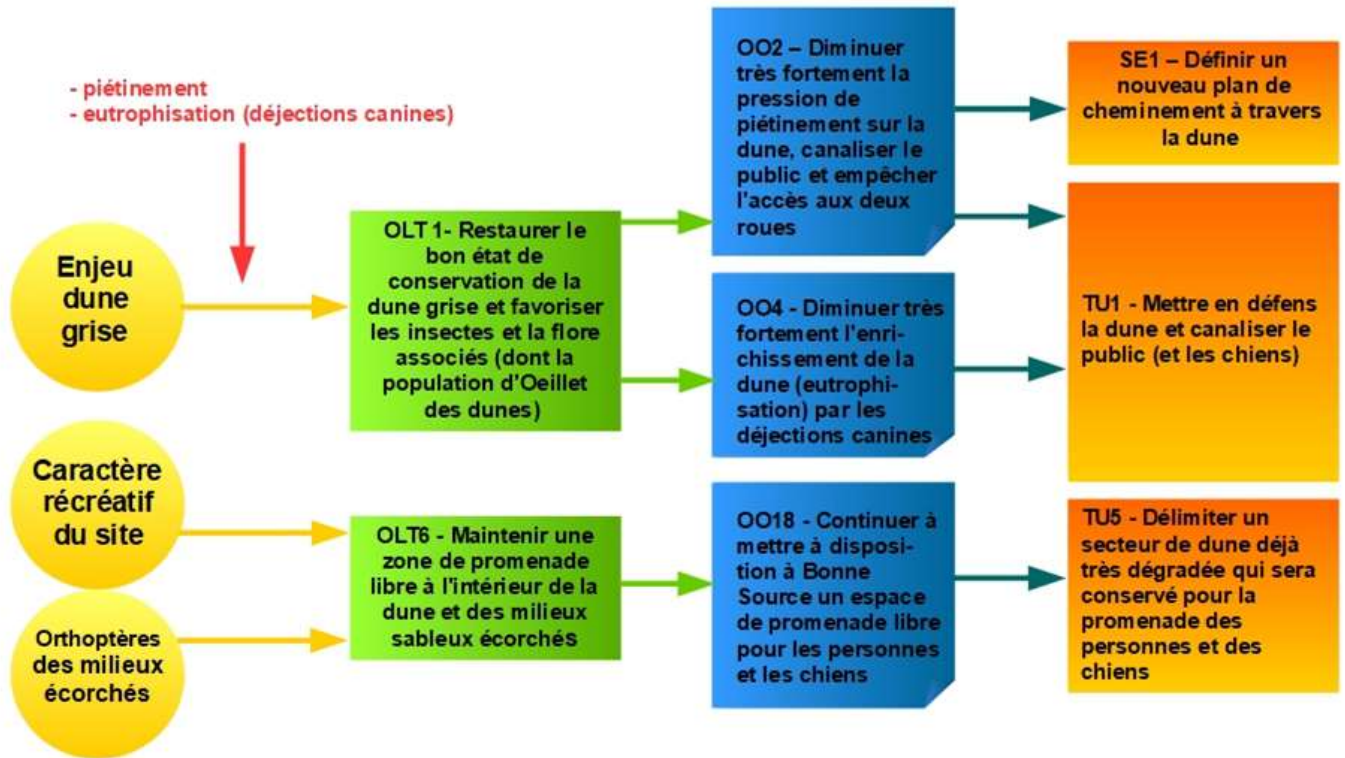 - piétinement
- eutrophisation (déjections canines)
Enjeu
dune
grise
OLT 1- Restaurer le
bon état de
conservation de la
dune grise et favoriser
les insectes et la flore
associés (dont la
population d'Oeillet
des dunes)
OO2 – Diminuer
très fortement la
pression de
piétinement sur la
dune, canaliser le
public et empêcher
l'accès aux deux
roues
SE1 – Définir un
nouveau plan de
cheminement à travers
la dune
OO4 - Diminuer très
fortement l'enri-
chissement de la
dune (eutrophi-
sation) par les
déjections canines
TU1 - Mettre en défens
la dune et canaliser le
public (et les chiens)
Caractère
récréatif
du site
Orthoptères
des milieux
écorchés
OLT6 - Maintenir une
zone de promenade
libre à l'intérieur de la
dune et des milieux
sableux écorchés
OO18 - Continuer à
mettre à disposi-
tion à Bonne
Source un espace
de promenade libre
pour les personnes
et les chiens
TU5 - Délimiter un
secteur de dune déjà
très dégradée qui sera
conservé pour la
promenade des
personnes et des
chiens